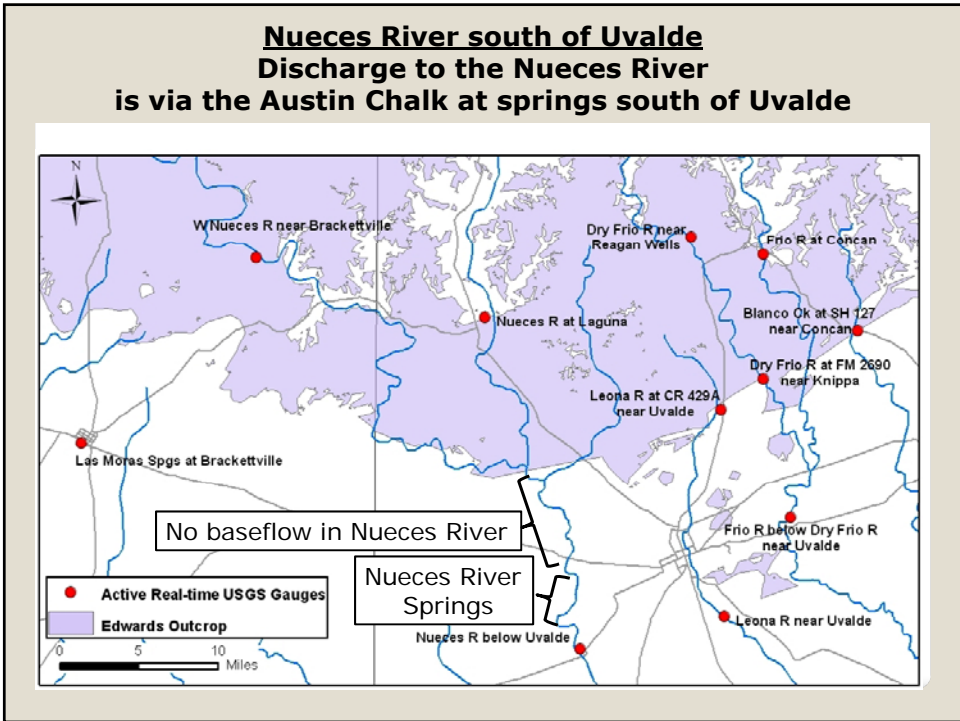 Nueces River south of Uvalde
Discharge to the Nueces River
is via the Austin Chalk at springs south of Uvalde
N
W Nueces R near Brackettville
Dry Frio R near
Reagan Wells
Frio R at Concan
Nueces R at Laguna
Blanco Ck at SH 127
near Concan
Dry Frio R at FM 2690
near Knippa
Leona R at CR 429A
near Uvalde
Las Moras Spgs at Brackettville
No baseflow in Nueces River
Frio R below Dry Frio R
near Uvalde
Nueces River
Springs
Active Real-time USGS Gauges
Edwards Outcrop
Leona R near Uvalde
Nueces R below Uvalde
0 5 10
Miles